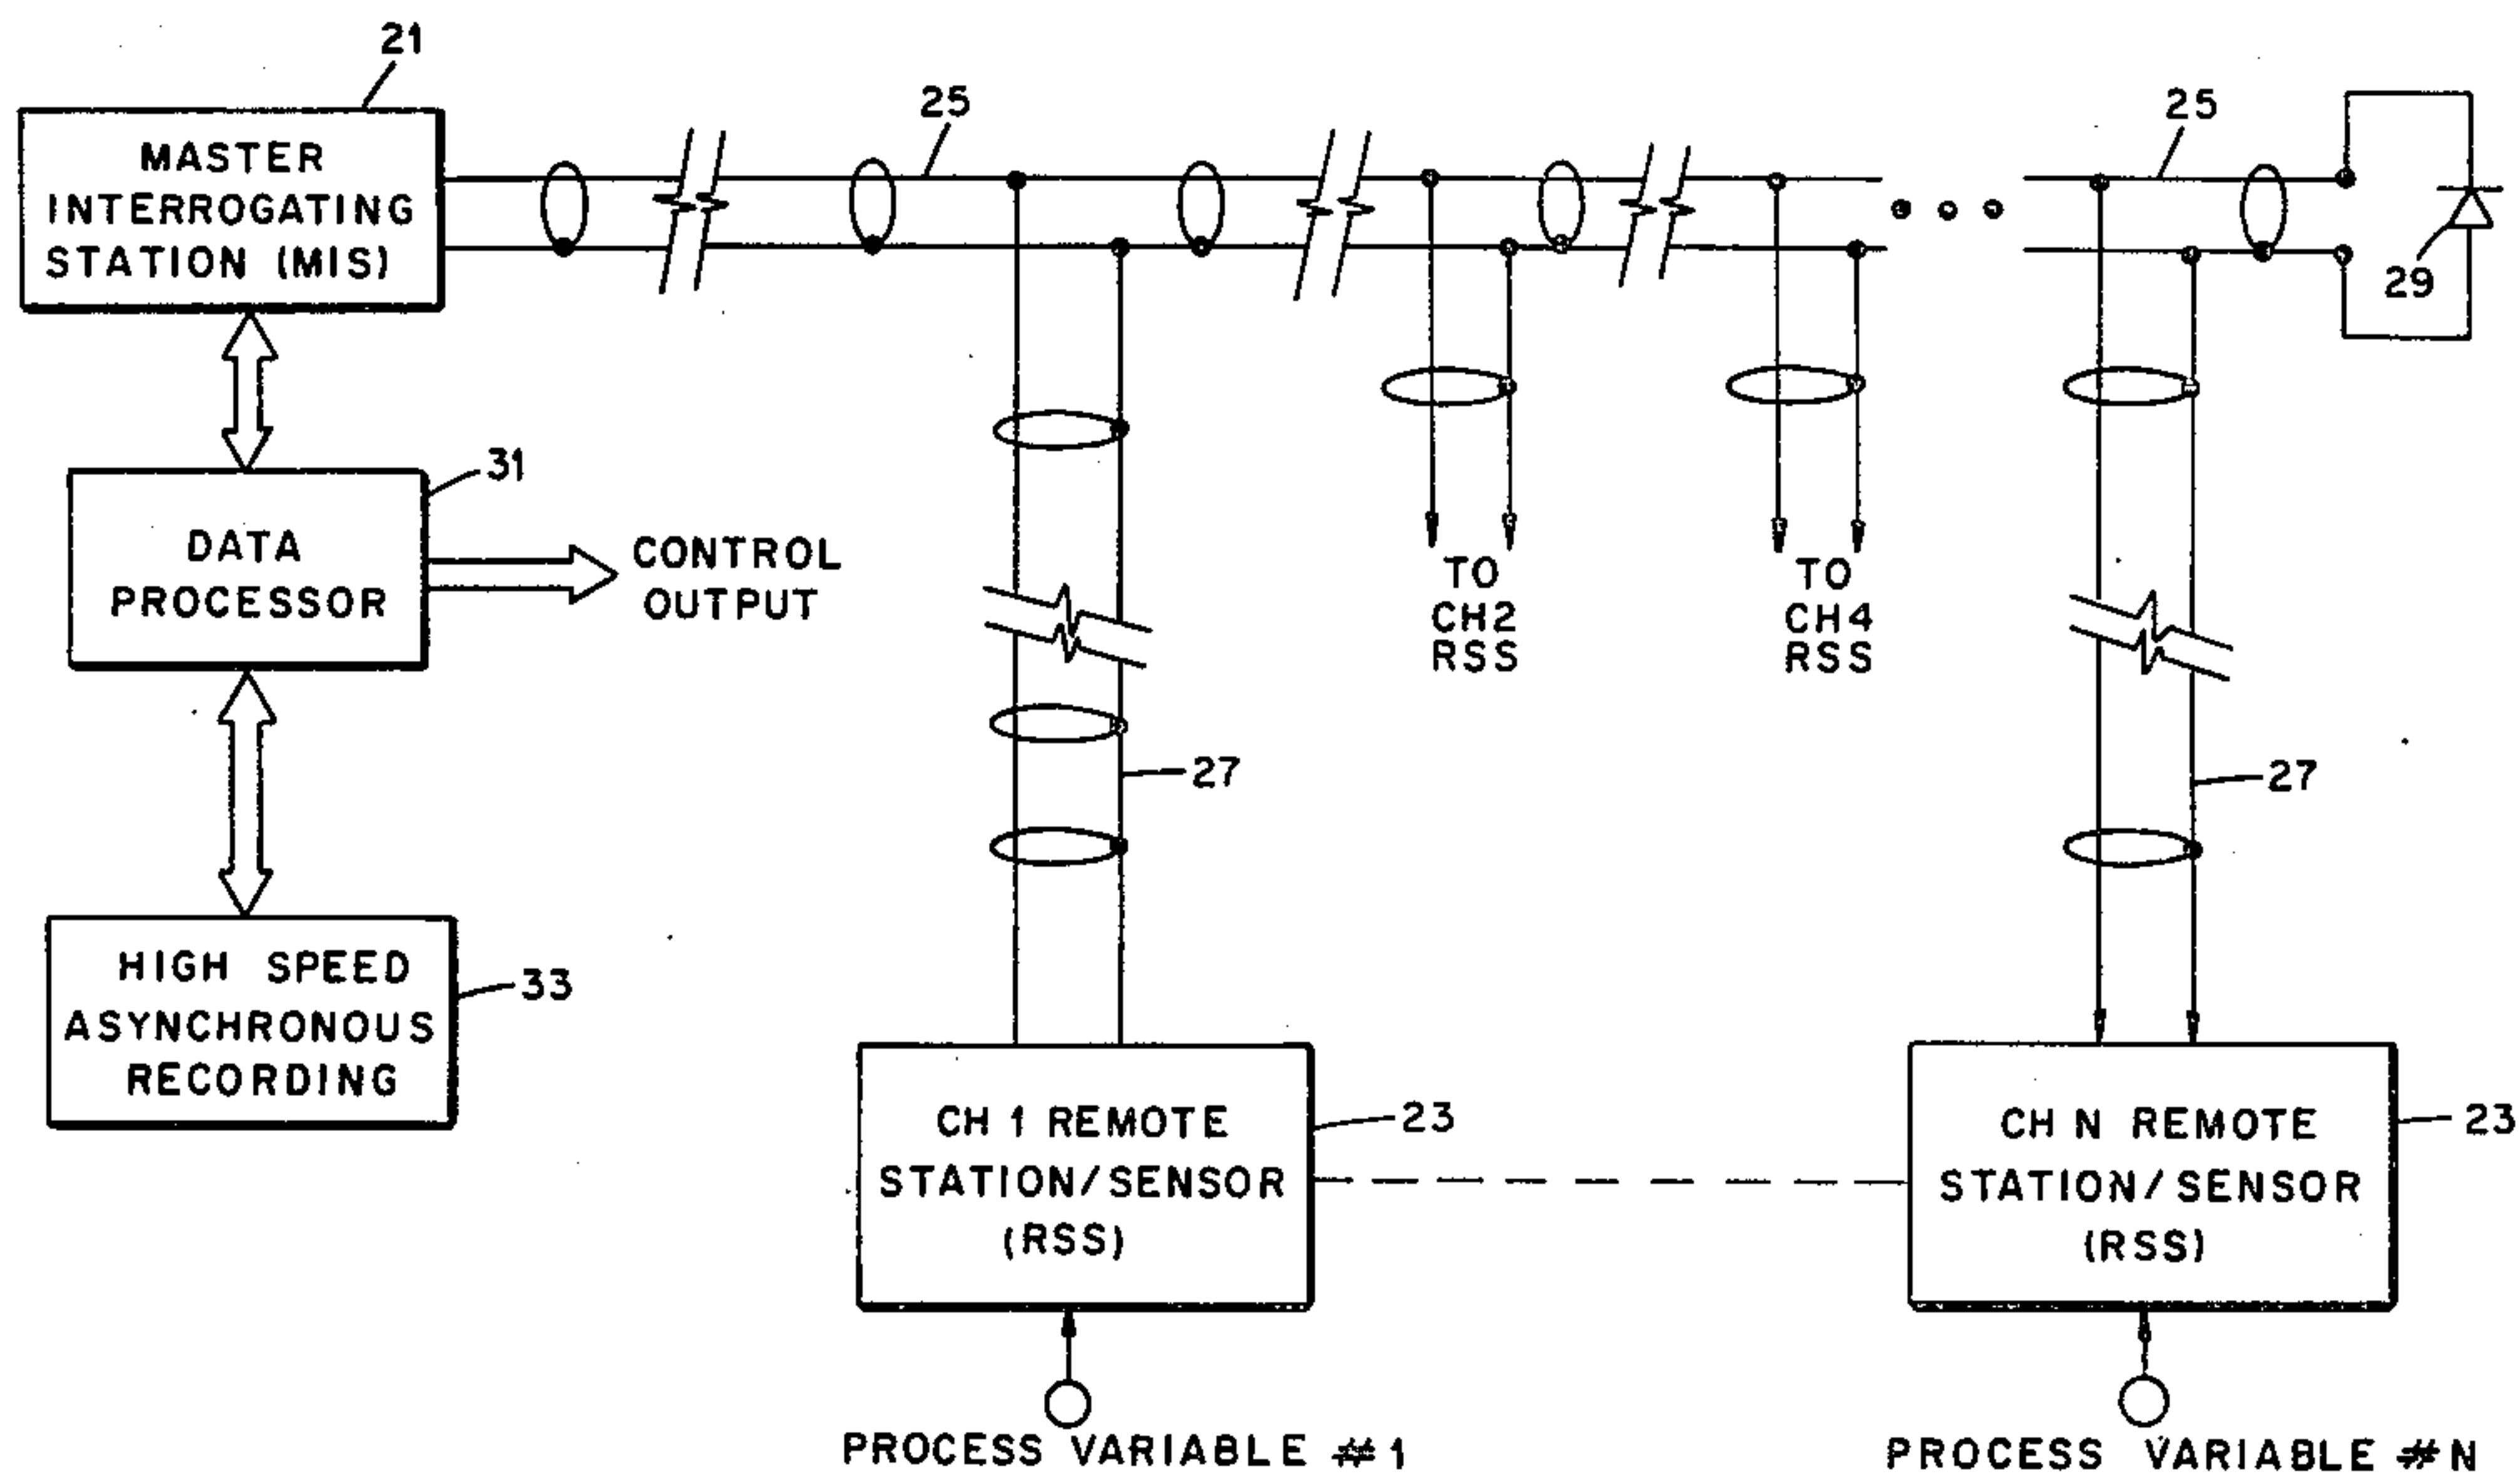 21
MASTER
INTERROGATING
STATION (MIS)
25
25
29
31
DATA
PROCESSOR
CONTROL
OUTPUT
TO
CH2
RSS
TO
CH4
RSS
27
27
33
HIGH SPEED
ASYNCHRONOUS
RECORDING
CH 1 REMOTE
STATION/SENSOR
(RSS)
23
CH N REMOTE
STATION/SENSOR
(RSS)
23
PROCESS VARIABLE #1
PROCESS VARIABLE #N